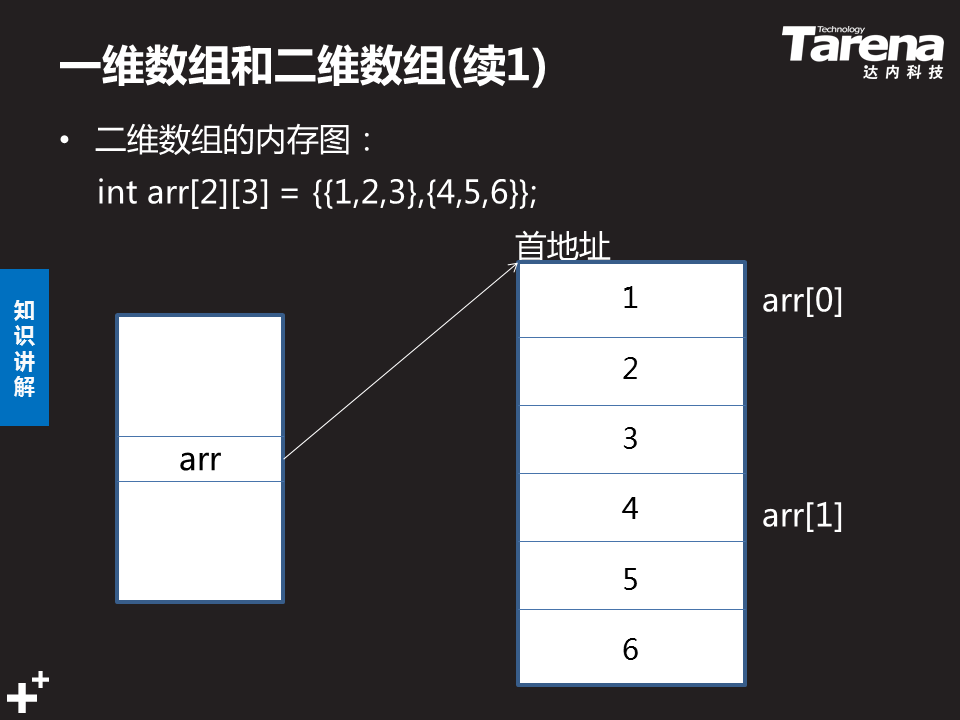 Technology
Tarena
达内科技
一维数组和二维数组(续1)
• 二维数组的内存图：
int arr[2][3] = {{1,2,3},{4,5,6}};
首地址
知识讲解
arr
1
arr[0]
2
3
4
arr[1]
5
6